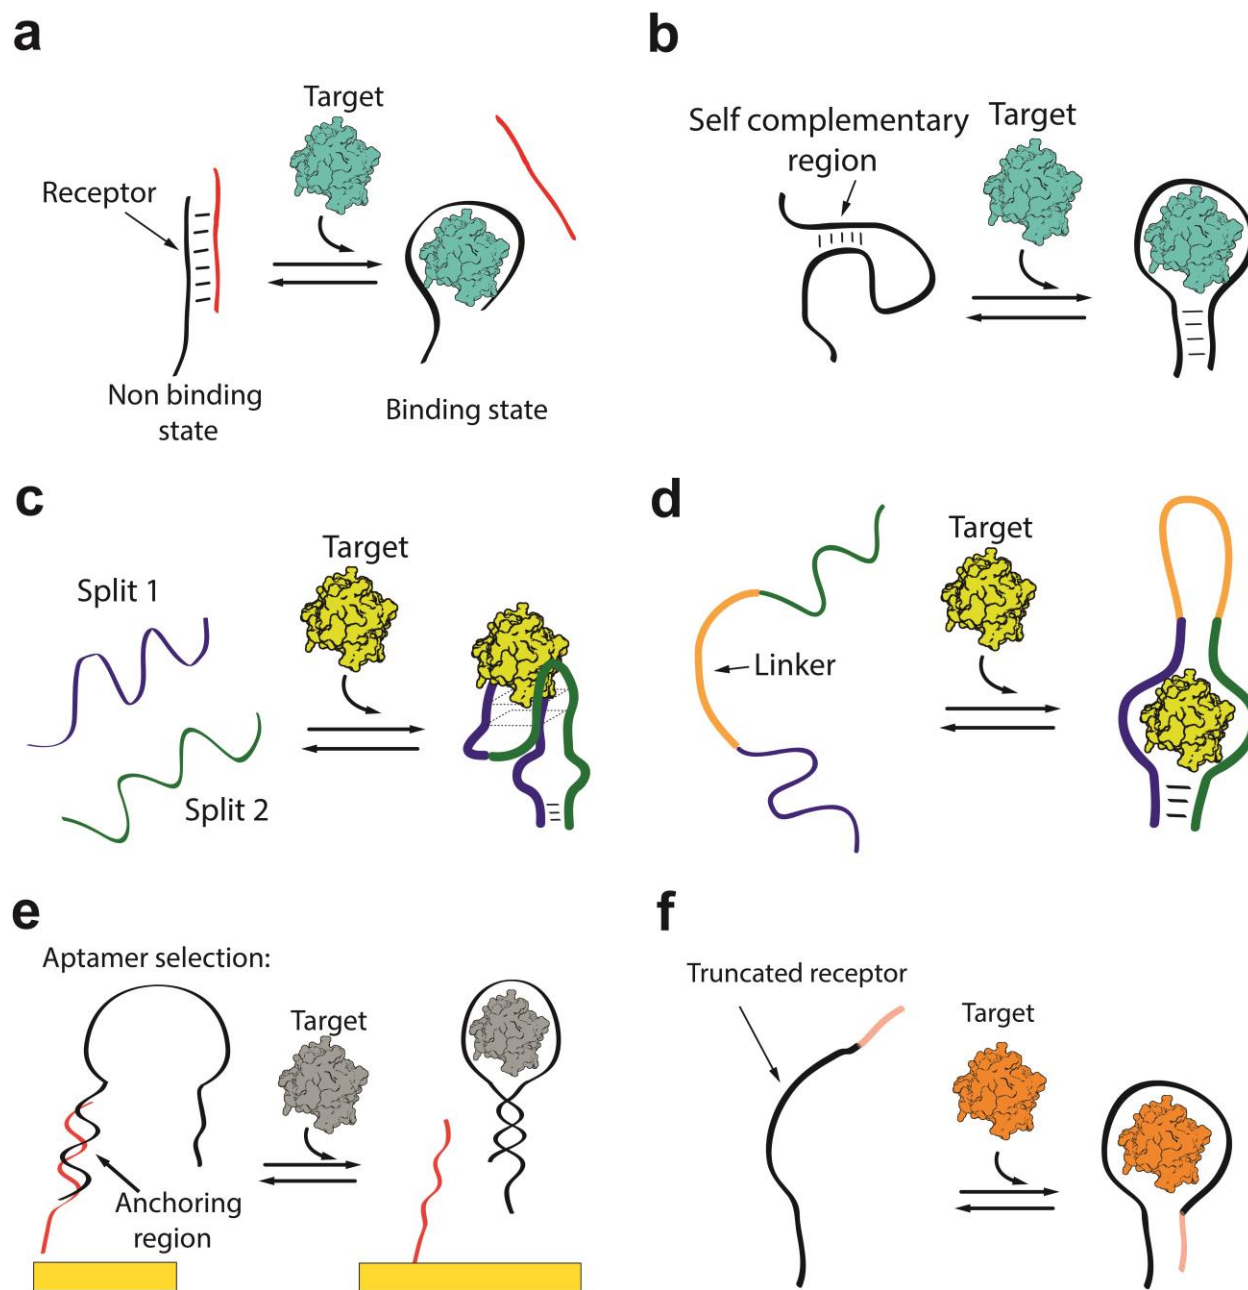 a
Target
Receptor
Non binding
state
Binding state
b
Self complementary
region
Target
c
Target
Split 1
Split 2
d
Target
Linker
e
Aptamer selection:
Target
Anchoring
region
f
Truncated receptor
Target